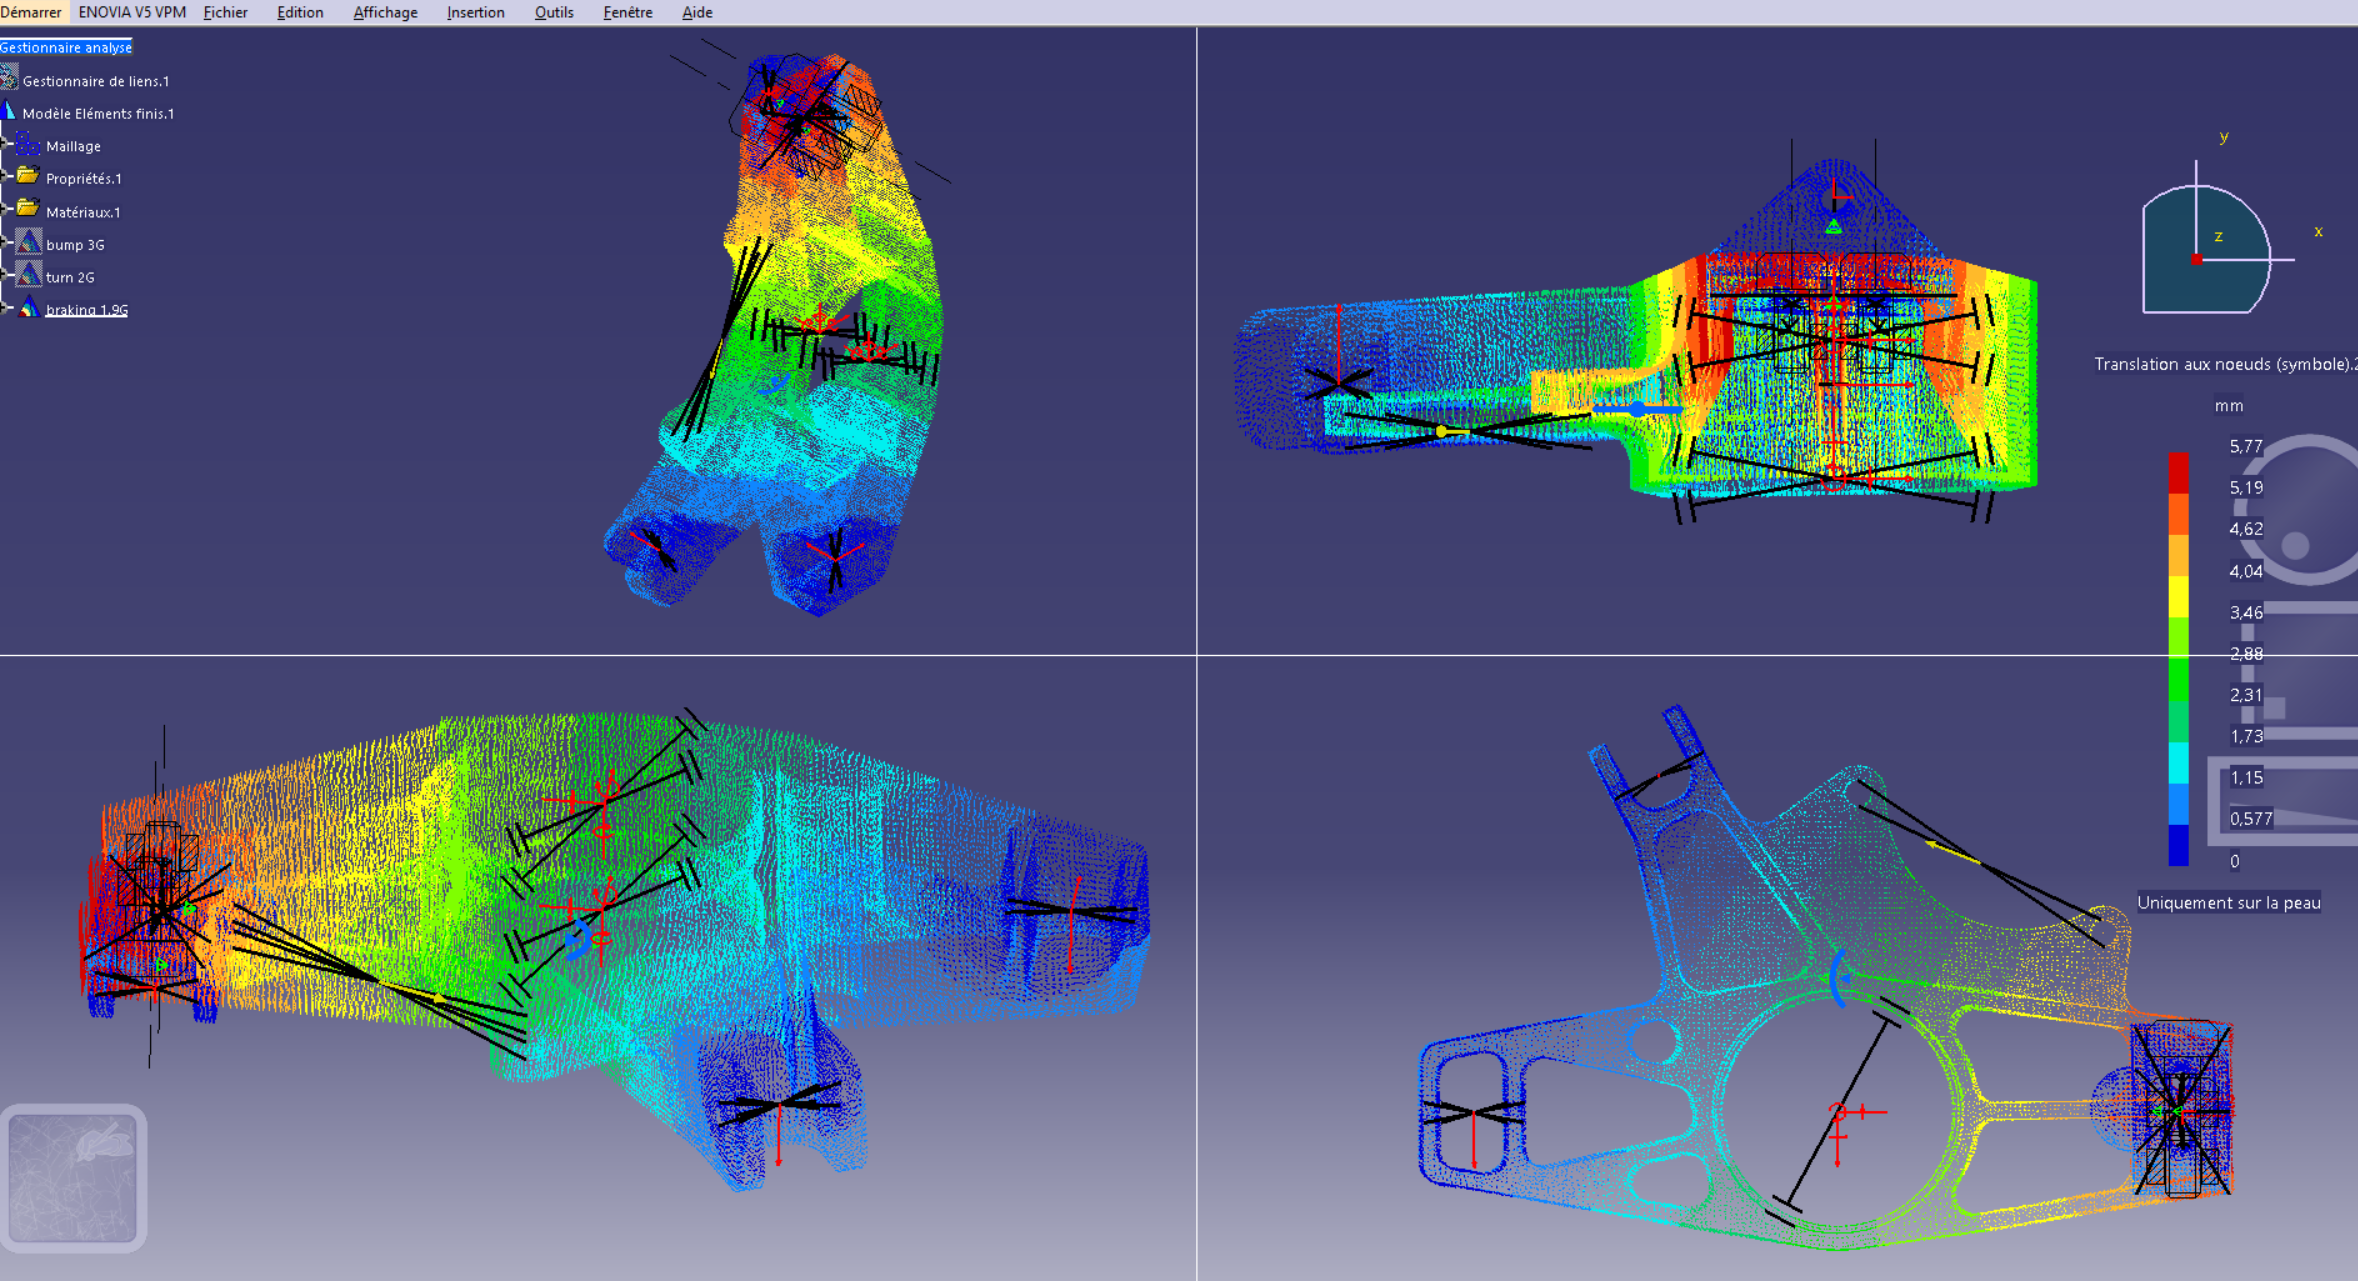 Démarrer ENOVIA V5 VPM Fichier Edition Affichage Insertion Outils Fenêtre Aide
Gestionnaire analyse
Gestionnaire de liens.1
Modèle Eléments finis.1
Maillage
Propriétés.1
Matériaux.1
bump 3G
turn 2G
braking 1.9G
y
x
z
Translation aux noeuds (symbole).2
mm
5,77
5,19
4,62
4,04
3,46
2,88
2,31
1,73
1,15
0,577
0
Uniquement sur la peau